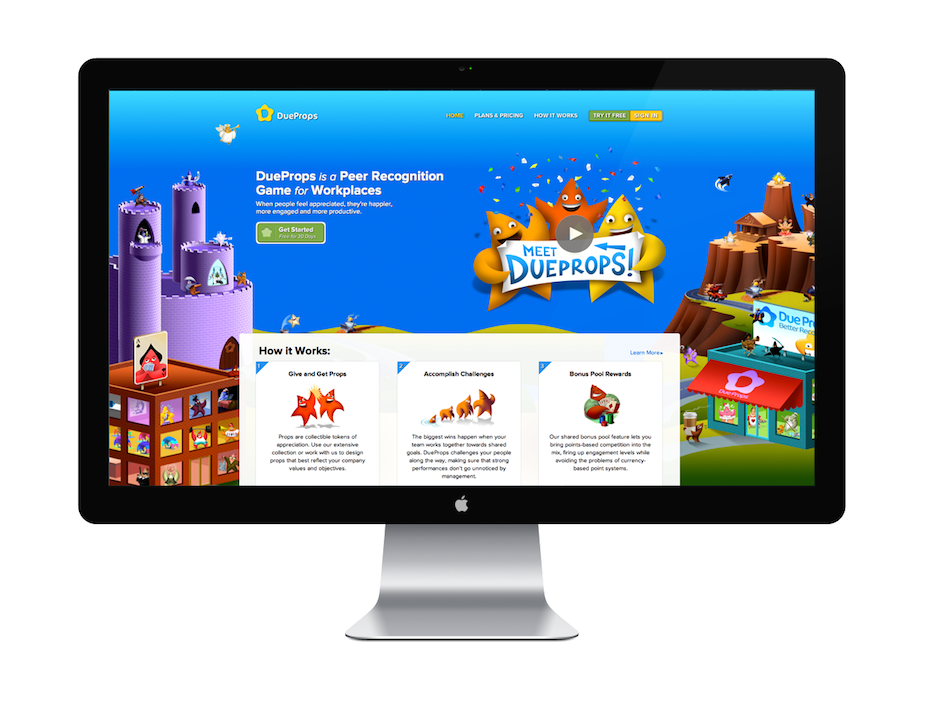 DueProps
HOME PLANS & PRICING HOW IT WORKS TRY IT FREE SIGN IN
DueProps is a Peer Recognition
Game for Workplaces
When people feel appreciated, they're happier,
more engaged and more productive.
Get Started
Free for 30 Days
MEET
DUEPROPS!
Due Pr
Better Reco
DueProps
A
How it Works:
Learn More
1
Give and Get Props
Props are collectible tokens of
appreciation. Use our extensive
collection or work with us to design
props that best reflect your company
values and objectives.
2
Accomplish Challenges
The biggest wins happen when your
team works together towards shared
goals. DueProps challenges your people
along the way, making sure that strong
performances don't go unnoticed by
management.
3
Bonus Pool Rewards
Our shared bonus pool feature lets you
bring points-based competition into the
mix, firing up engagement levels while
avoiding the problems of currency-
based point systems.